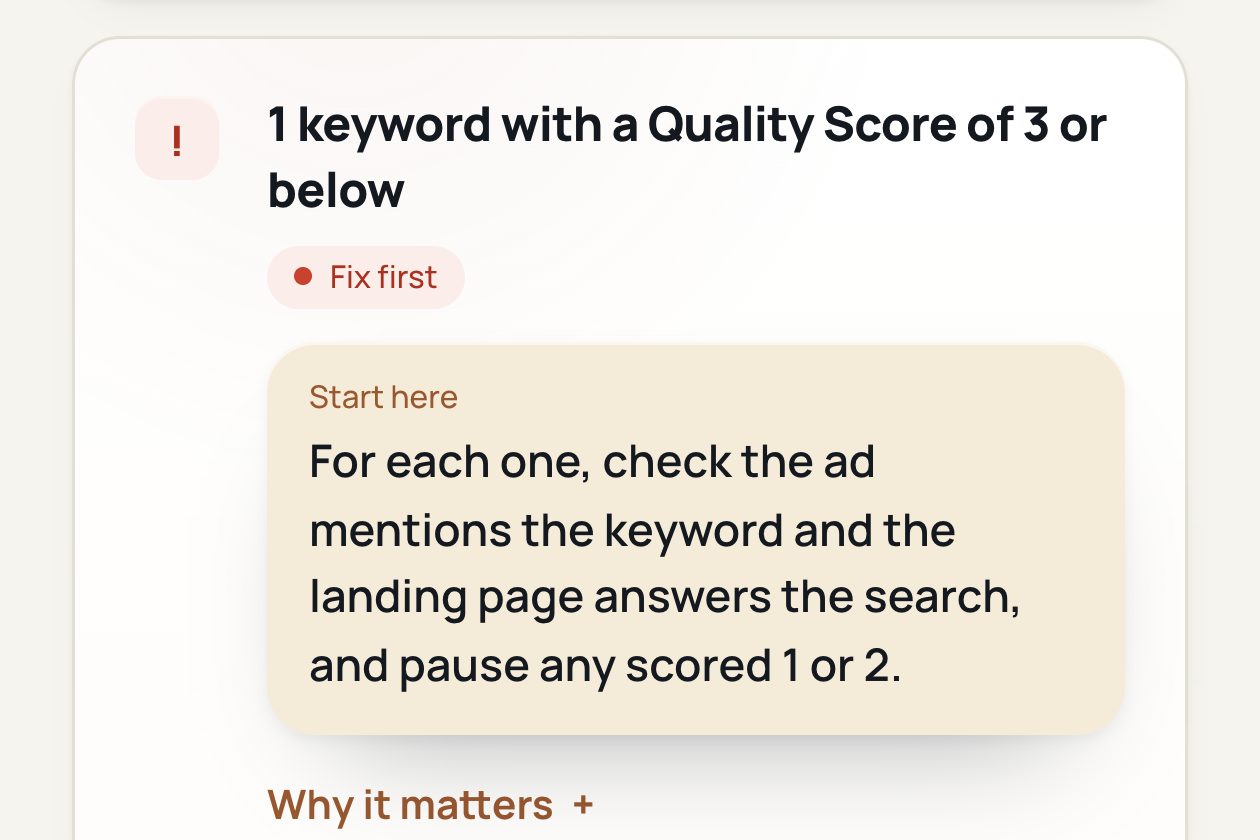 !
1 keyword with a Quality Score of 3 or
below
Fix first
Start here
For each one, check the ad
mentions the keyword and the
landing page answers the search,
and pause any scored 1 or 2.
Why it matters +